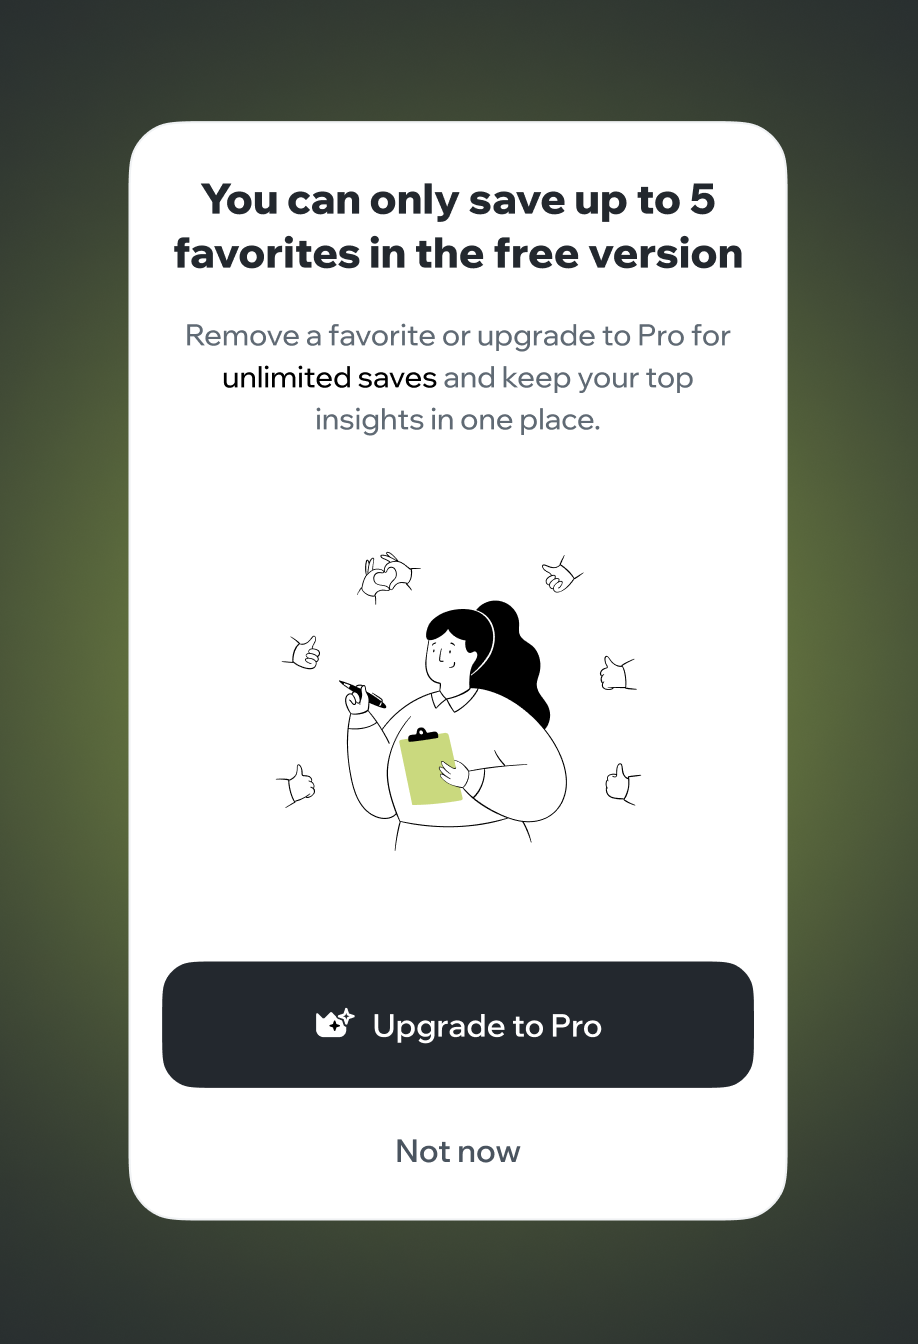 You can only save up to 5
favorites in the free version
Remove a favorite or upgrade to Pro for
unlimited saves and keep your top
insights in one place.
Upgrade to Pro
Not now